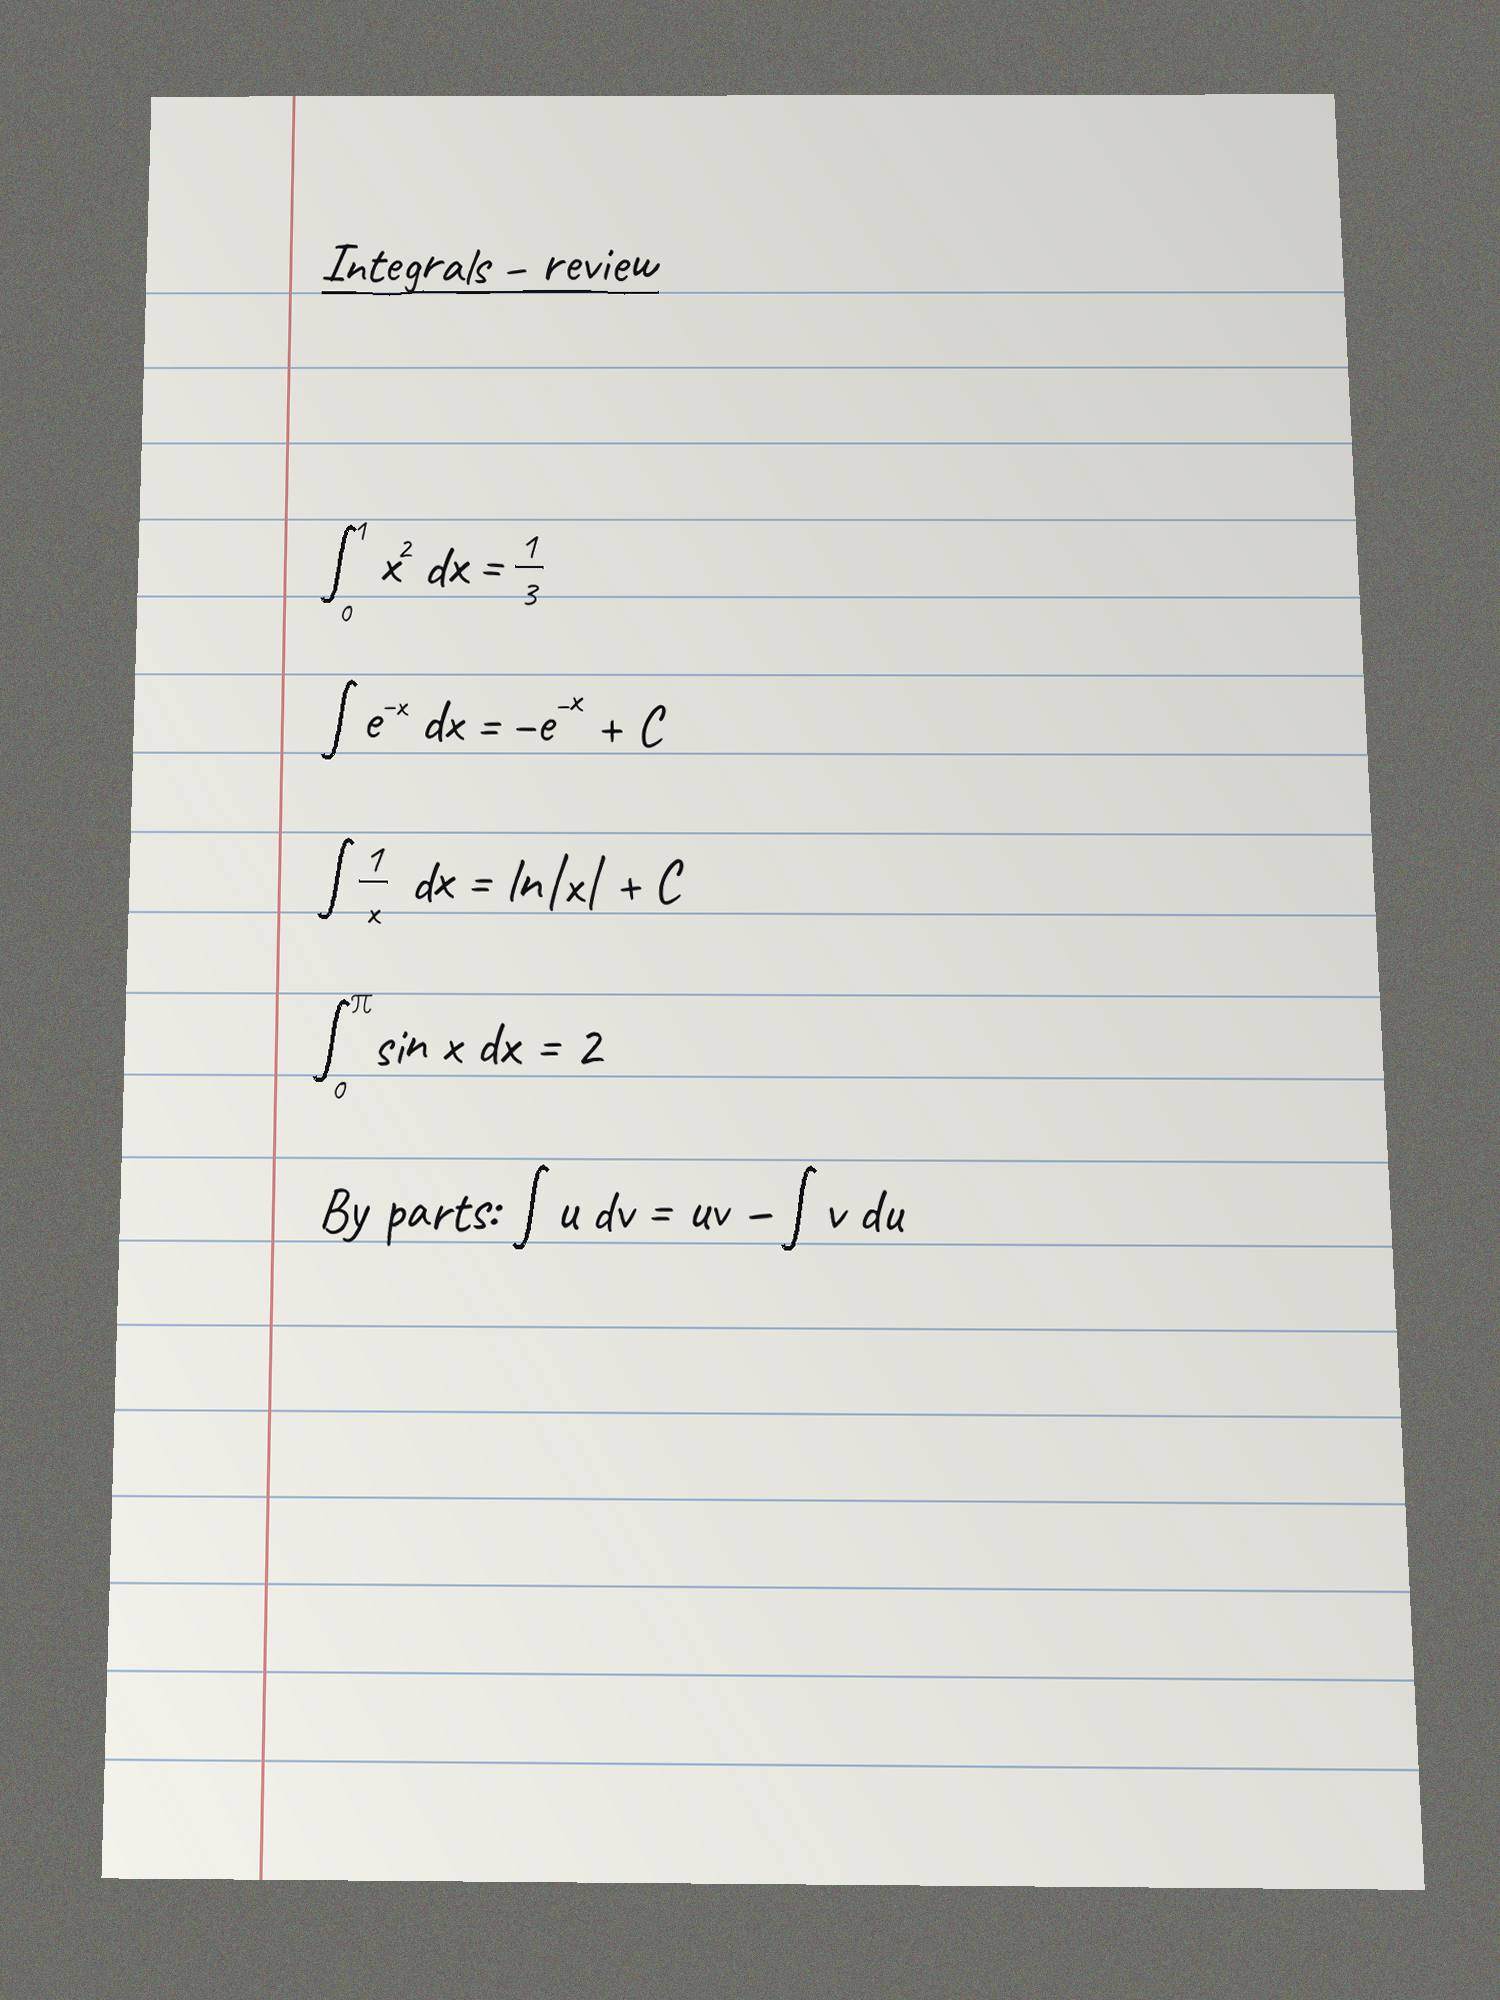 Integrals – review
∫₀¹ x² dx = 1/3
∫ e⁻ˣ dx = –e⁻ˣ + C
∫ 1/x dx = ln|x| + C
∫₀^π sin x dx = 2
By parts: ∫ u dv = uv – ∫ v du